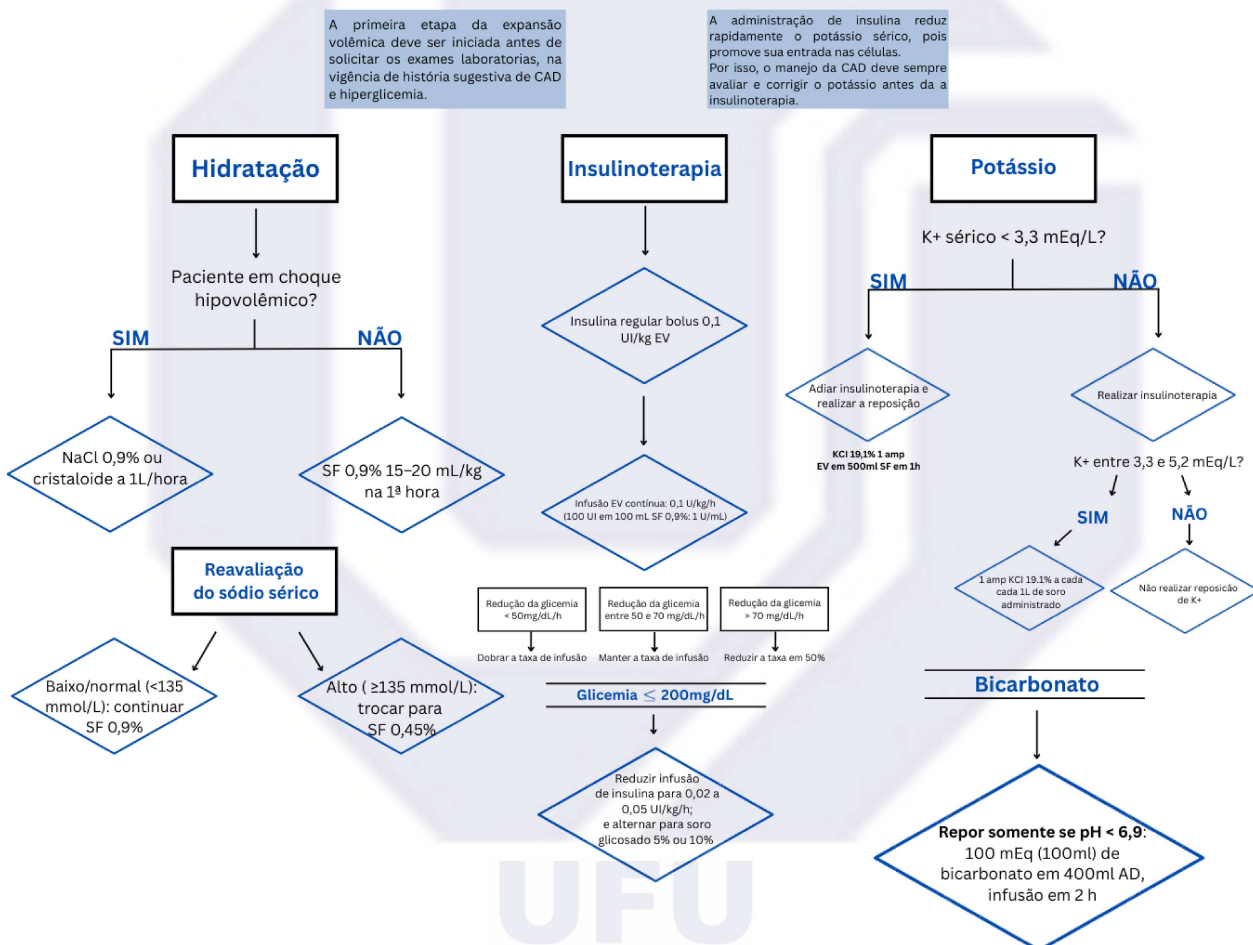 A primeira etapa da expansão
volêmica deve ser iniciada antes de
solicitar os exames laboratorias, na
vigência de história sugestiva de CAD
e hiperglicemia.
A administração de insulina reduz
rapidamente o potássio sérico, pois
promove sua entrada nas células.
Por isso, o manejo da CAD deve sempre
avaliar e corrigir o potássio antes da a
insulinoterapia.
Hidratação
Paciente em choque
hipovolêmico?
SIM
NÃO
NaCl 0,9% ou
cristaloide a 1L/hora
SF 0,9% 15–20 mL/kg
na 1ª hora
Reavaliação
do sódio sérico
Baixo/normal (<135
mmol/L): continuar
SF 0,9%
Alto ( ≥135 mmol/L):
trocar para
SF 0,45%
Insulinoterapia
Insulina regular bolus 0,1
UI/kg EV
Infusão EV contínua: 0,1 U/kg/h
(100 UI em 100 mL SF 0,9%: 1 U/mL)
Redução da glicemia
< 50mg/dL/h
Redução da glicemia
entre 50 e 70 mg/dL/h
Redução da glicemia
> 70 mg/dL/h
Dobrar a taxa de infusão
Manter a taxa de infusão
Reduzir a taxa em 50%
Glicemia ≤ 200mg/dL
Reduzir infusão
de insulina para 0,02 a
0,05 UI/kg/h;
e alternar para soro
glicosado 5% ou 10%
Potássio
K+ sérico < 3,3 mEq/L?
SIM
NÃO
Adiar insulinoterapia e
realizar a reposição
KCl 19,1% 1 amp
EV em 500ml SF em 1h
Realizar insulinoterapia
K+ entre 3,3 e 5,2 mEq/L?
SIM
NÃO
1 amp KCl 19.1% a cada
cada 1L de soro
administrado
Não realizar reposicão
de K+
Bicarbonato
Repor somente se pH < 6,9:
100 mEq (100ml) de
bicarbonato em 400ml AD,
infusão em 2 h
UFU